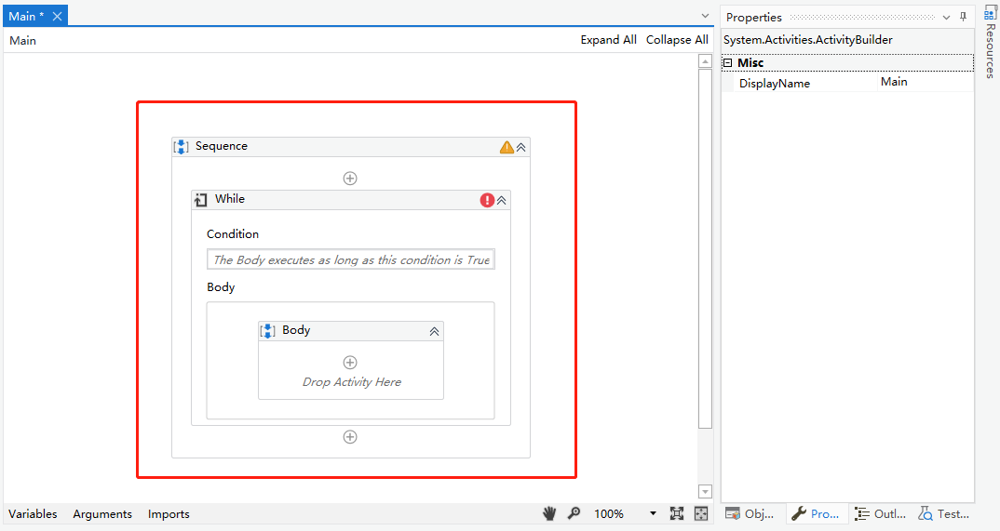 Main *
Main
Expand All Collapse All
Sequence
While
Condition
The Body executes as long as this condition is True
Body
Body
Drop Activity Here
Variables Arguments Imports
100%
Properties
System.Activities.ActivityBuilder
Misc
DisplayName Main
Obj... Pro... Outl... Test...
Resources